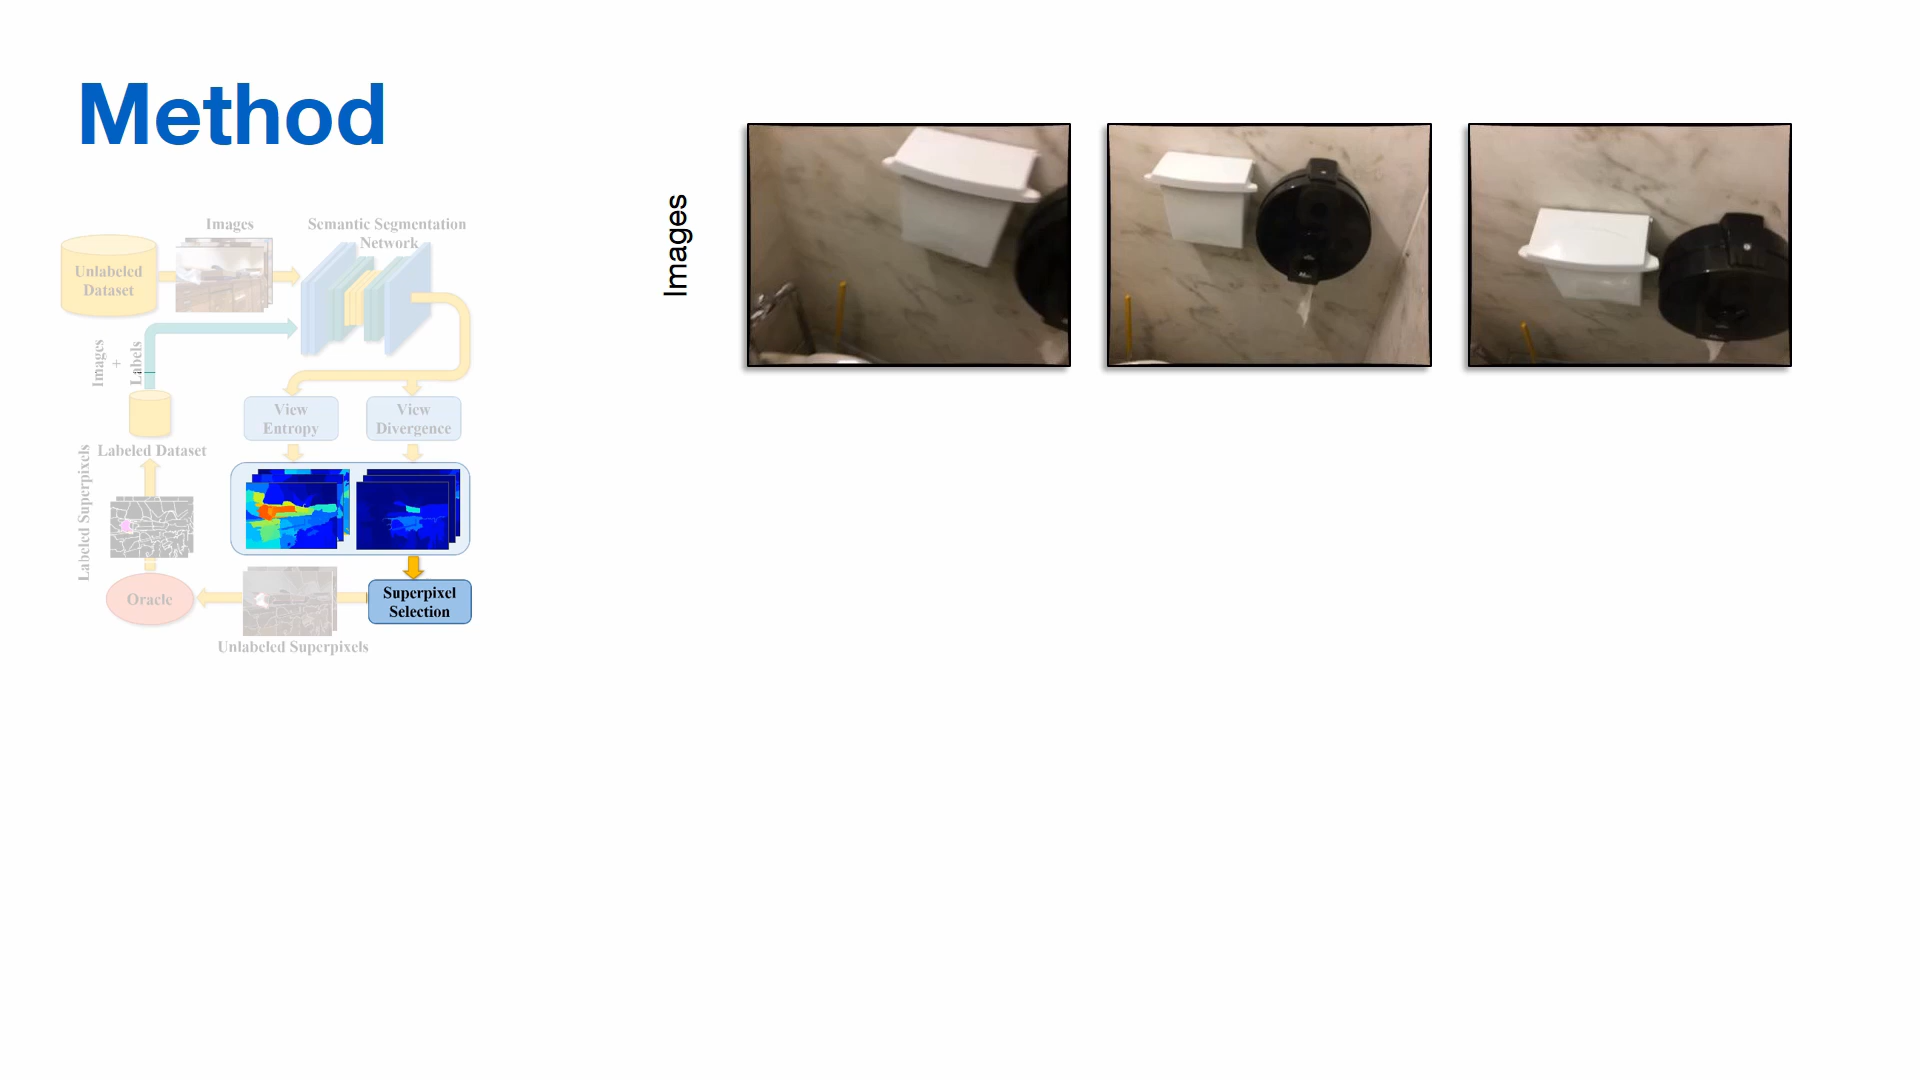 Method
Images
Semantic Segmentation
Network
Unlabeled
Dataset
Images
+
Labels
View
Entropy
View
Divergence
Labeled Dataset
Labeled Superpixels
Superpixel
Selection
Oracle
Unlabeled Superpixels
Images